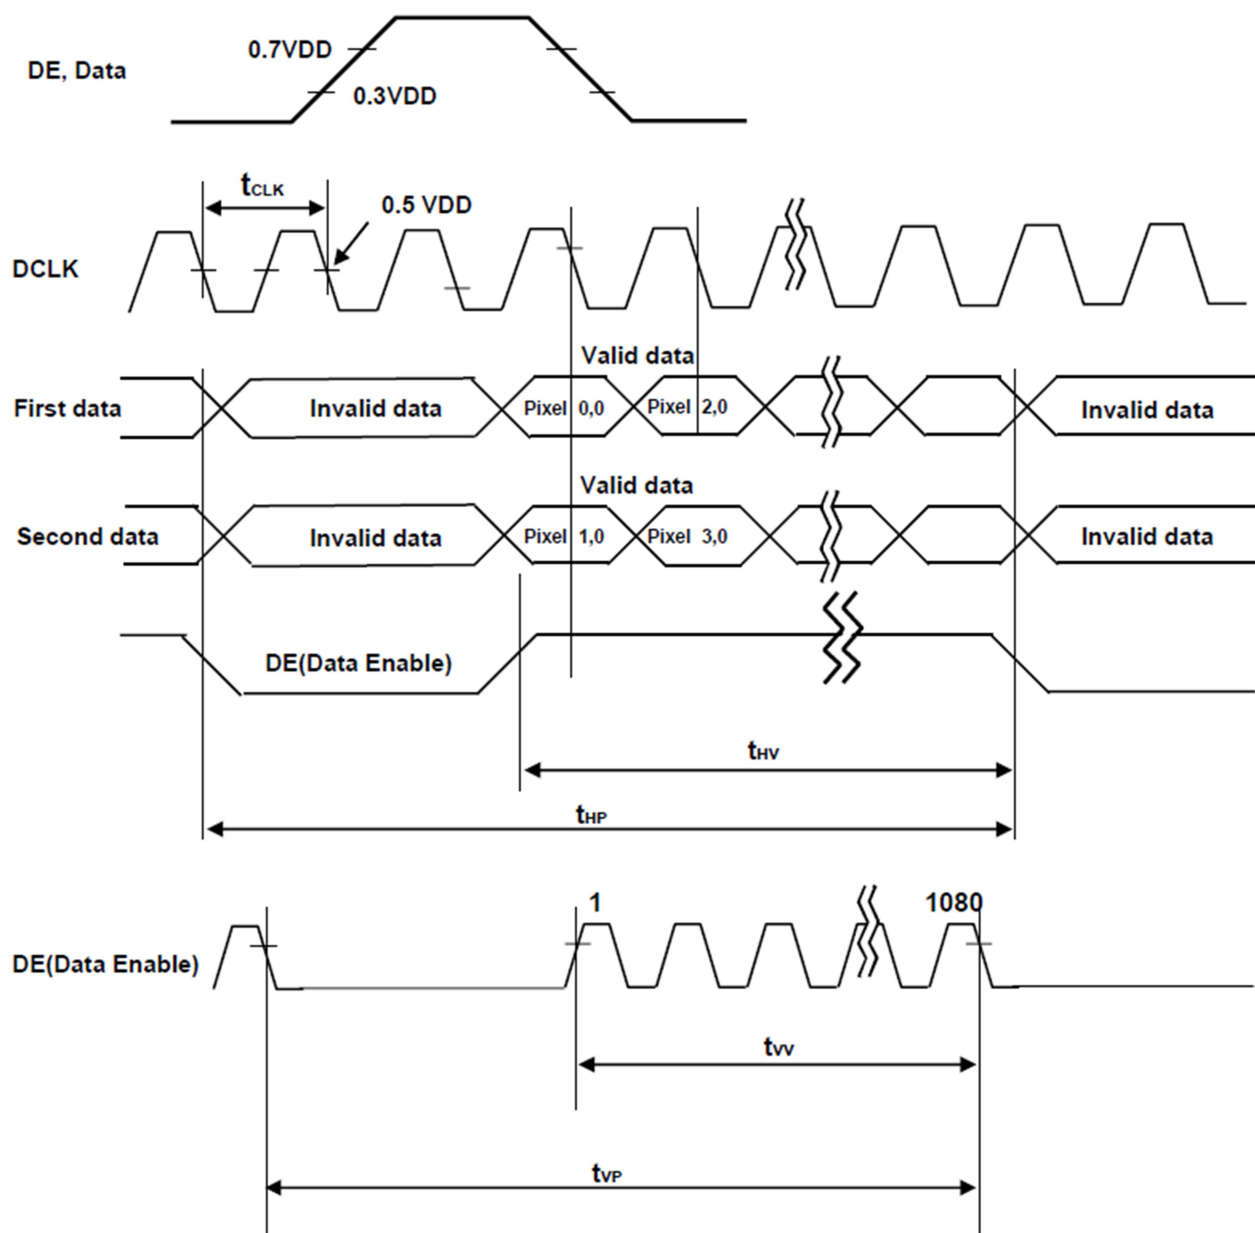 0.7VDD
DE, Data
0.3VDD
tCLK
0.5 VDD
DCLK
Valid data
First data
Invalid data
Pixel 0,0
Pixel 2,0
Invalid data
Valid data
Second data
Invalid data
Pixel 1,0
Pixel 3,0
Invalid data
DE(Data Enable)
tHV
tHP
1
1080
DE(Data Enable)
tVV
tVP